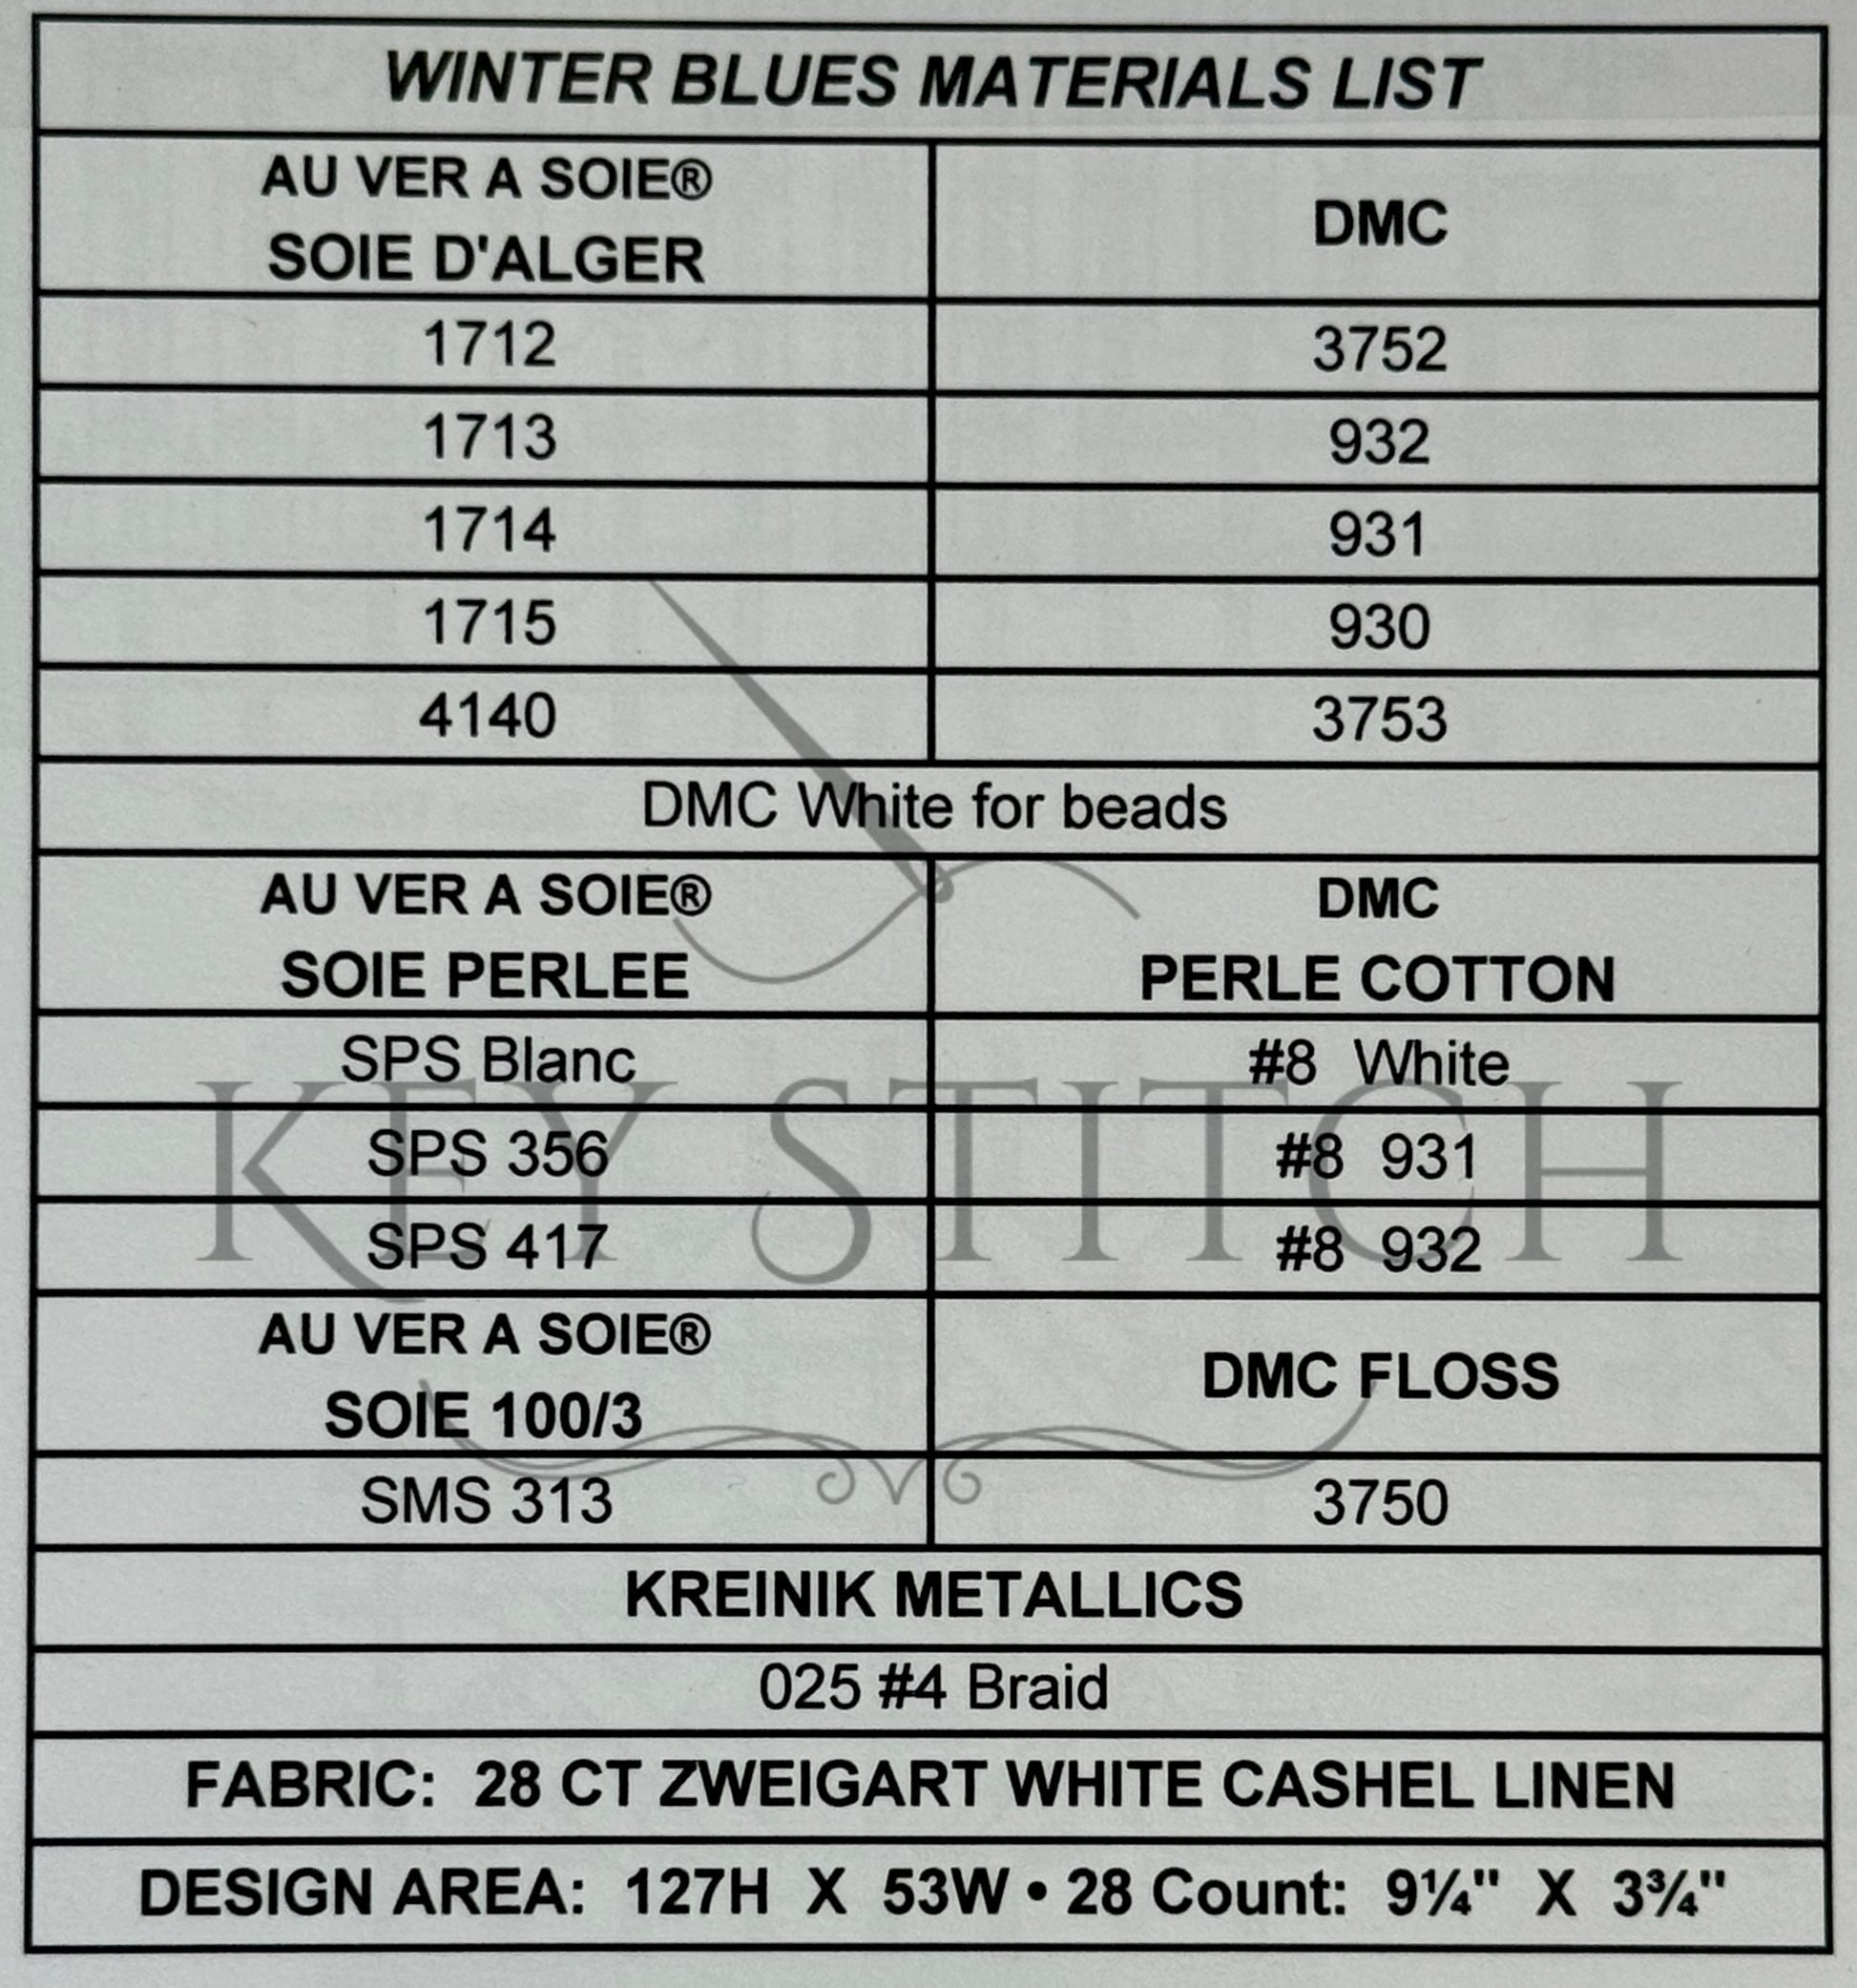 WINTER BLUES MATERIALS LIST
AU VER A SOIE®
SOIE D'ALGER
DMC
1712 3752
1713 932
1714 931
1715 930
4140 3753
DMC White for beads
AU VER A SOIE®
SOIE PERLEE
DMC
PERLE COTTON
SPS Blanc #8 White
KEY STITCH
SPS 356 #8 931
SPS 417 #8 932
AU VER A SOIE®
SOIE 100/3
DMC FLOSS
SMS 313 3750
KREINIK METALLICS
025 #4 Braid
FABRIC: 28 CT ZWEIGART WHITE CASHEL LINEN
DESIGN AREA: 127H X 53W • 28 Count: 9¼" X 3¾"